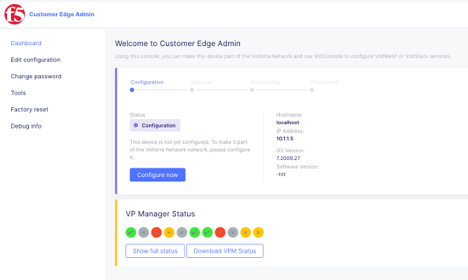 f5 Customer Edge Admin
Dashboard
Edit configuration
Change password
Tools
Factory reset
Debug info
Welcome to Customer Edge Admin
Using this console, you can make this device part of the Volterra Network and use VoltConsole to configure VoltMesh or VoltStack services.
Configuration Approval Provisioning Provisioned
Status
Configuration
This device is not yet configured. To make it part
of the Volterra Network network, please configure
it.
Configure now
Hostname:
localhost
IP Address:
10.1.1.5
OS Version:
7.2009.27
Software Version:
VP Manager Status
Show full status Download VPM Status